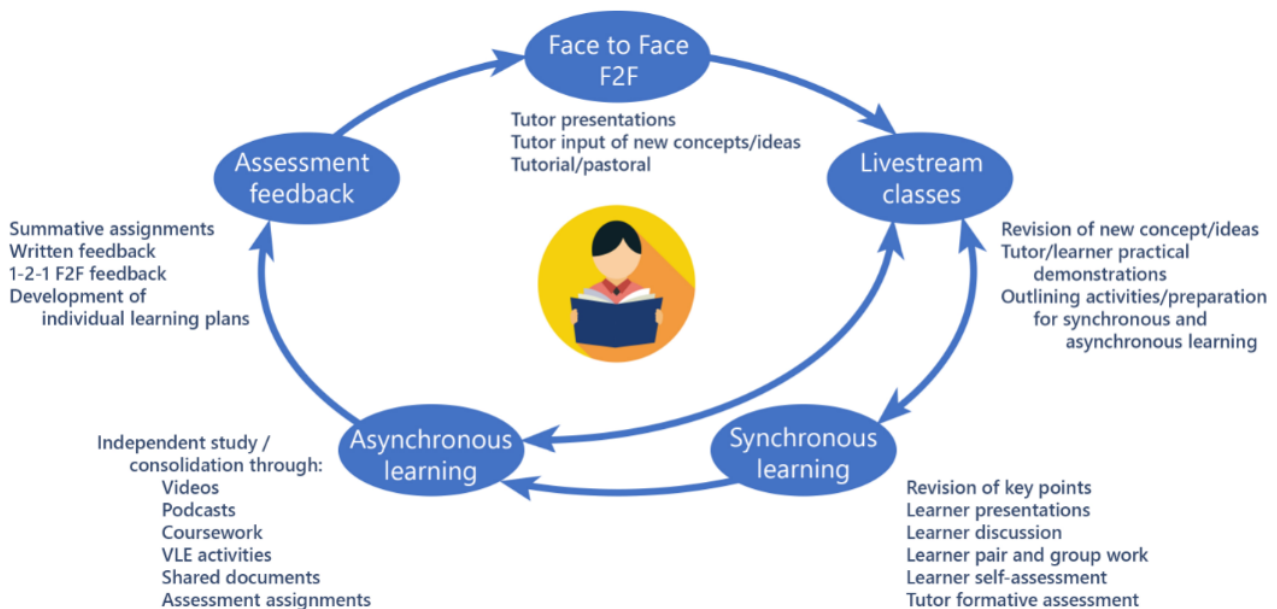 Face to Face
F2F
Tutor presentations
Tutor input of new concepts/ideas
Tutorial/pastoral
Livestream
classes
Revision of new concept/ideas
Tutor/learner practical
demonstrations
Outlining activities/preparation
for synchronous and
asynchronous learning
Synchronous
learning
Revision of key points
Learner presentations
Learner discussion
Learner pair and group work
Learner self-assessment
Tutor formative assessment
Asynchronous
learning
Independent study /
consolidation through:
Videos
Podcasts
Coursework
VLE activities
Shared documents
Assessment assignments
Assessment
feedback
Summative assignments
Written feedback
1-2-1 F2F feedback
Development of
individual learning plans